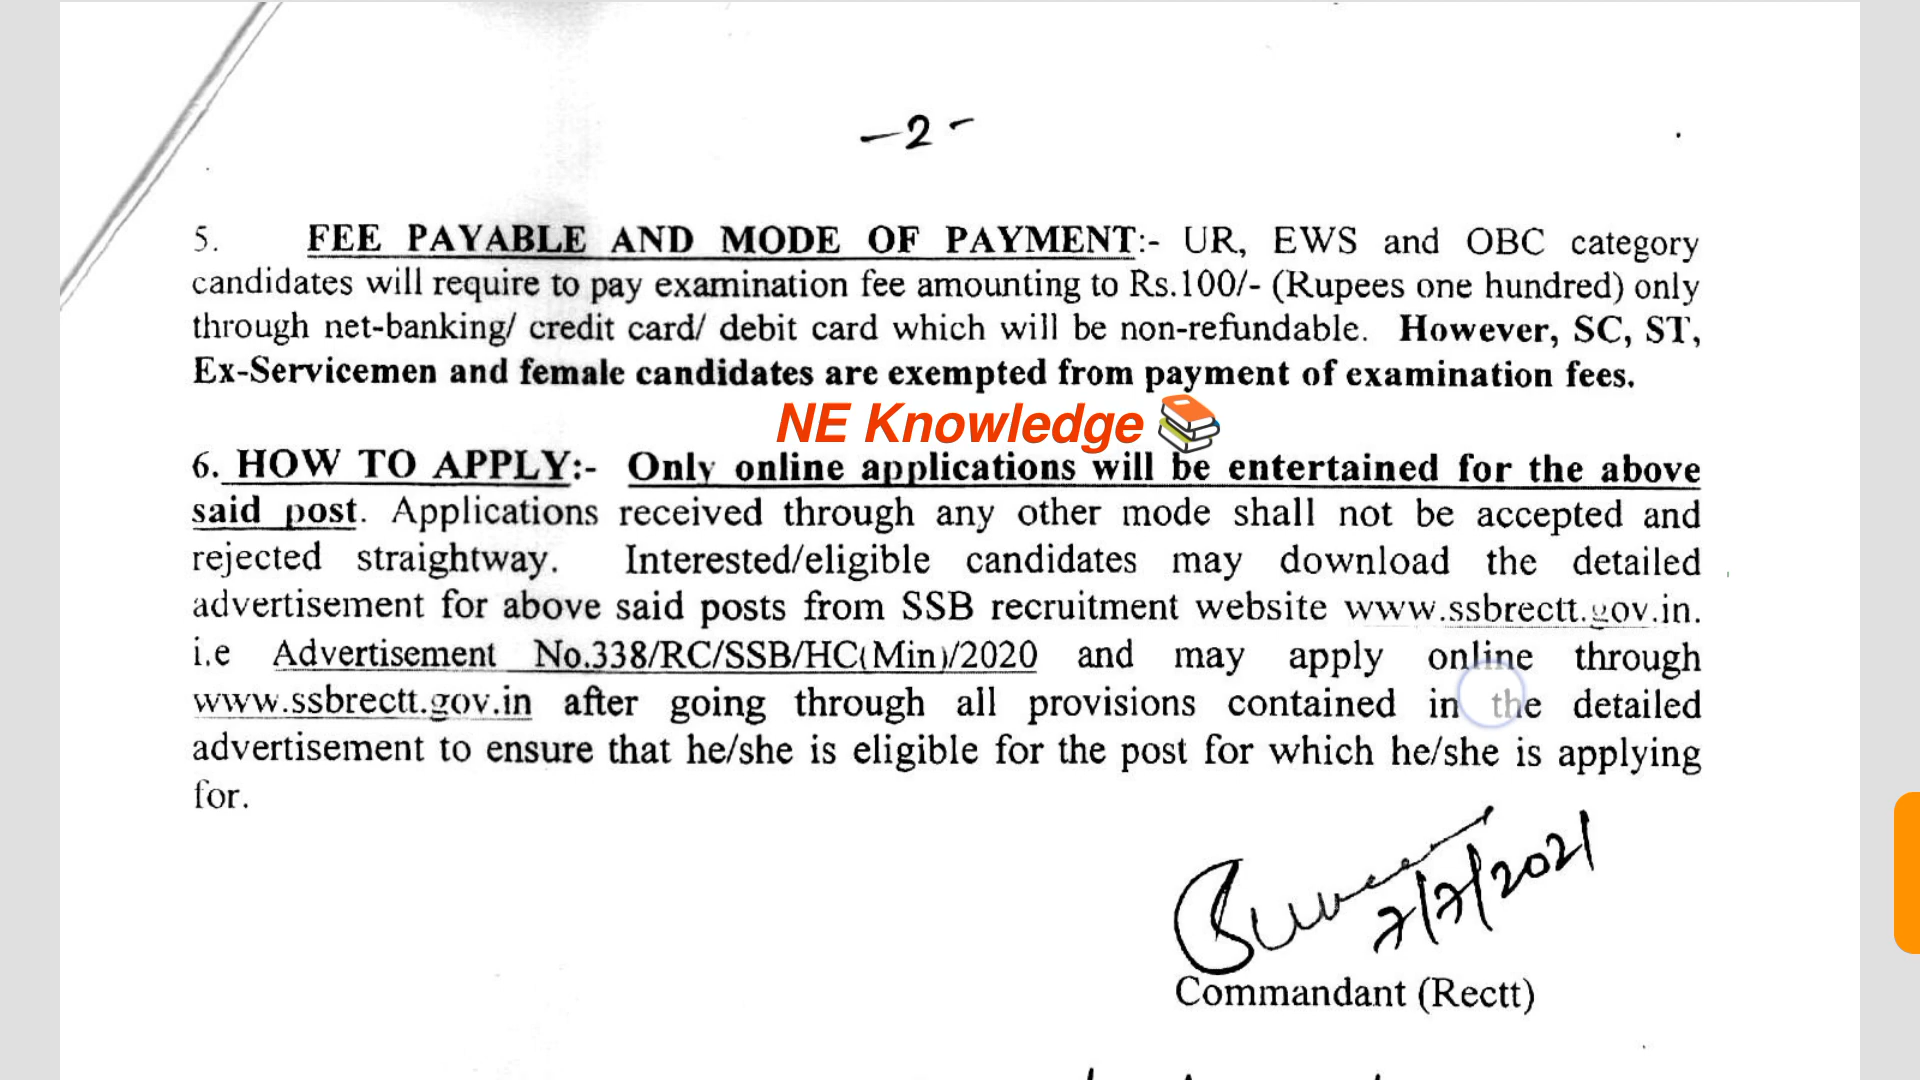 -2-
5. FEE PAYABLE AND MODE OF PAYMENT:- UR, EWS and OBC category
candidates will require to pay examination fee amounting to Rs.100/- (Rupees one hundred) only
through net-banking/ credit card/ debit card which will be non-refundable. However, SC, ST,
Ex-Servicemen and female candidates are exempted from payment of examination fees.
NE Knowledge
6. HOW TO APPLY:- Only online applications will be entertained for the above
said post. Applications received through any other mode shall not be accepted and
rejected straightway. Interested/eligible candidates may download the detailed
advertisement for above said posts from SSB recruitment website www.ssbrectt.gov.in.
i.e Advertisement No.338/RC/SSB/HC(Min)/2020 and may apply online through
www.ssbrectt.gov.in after going through all provisions contained in the detailed
advertisement to ensure that he/she is eligible for the post for which he/she is applying
for.
7/7/2021
Commandant (Rectt)